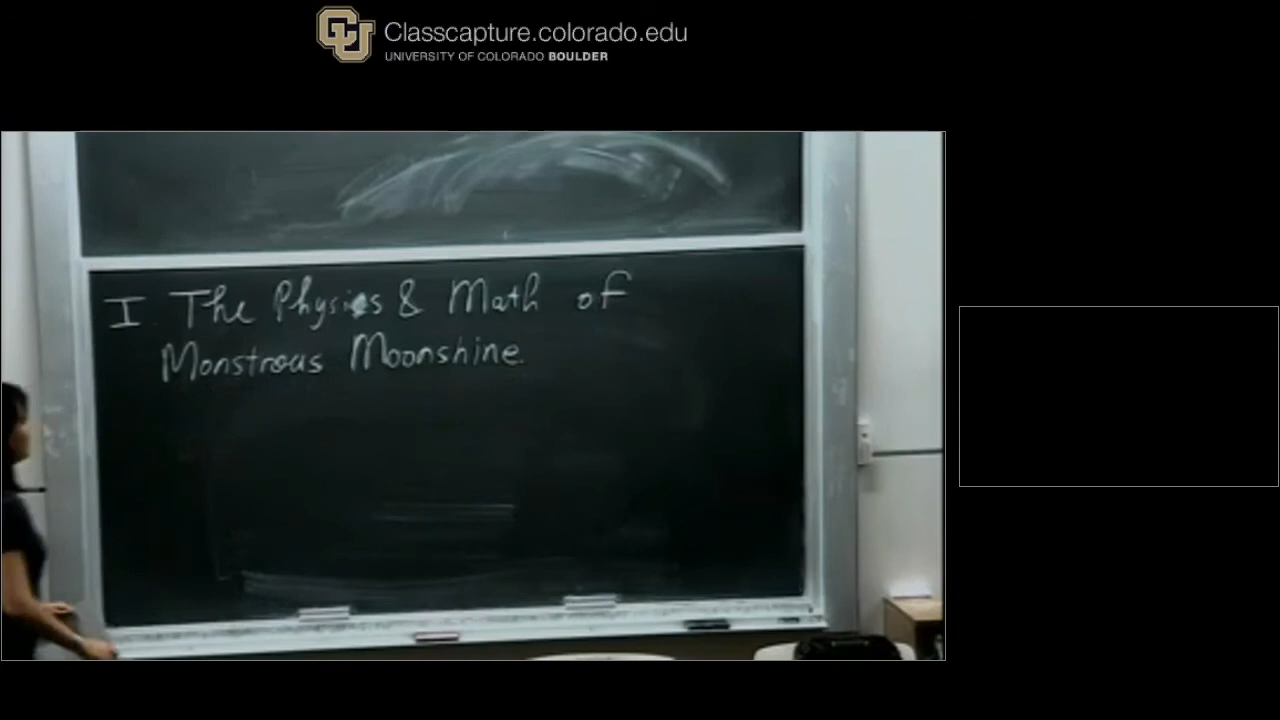 Classcapture.colorado.edu
UNIVERSITY OF COLORADO BOULDER
I. The Physics & Math of
Monstrous Moonshine.